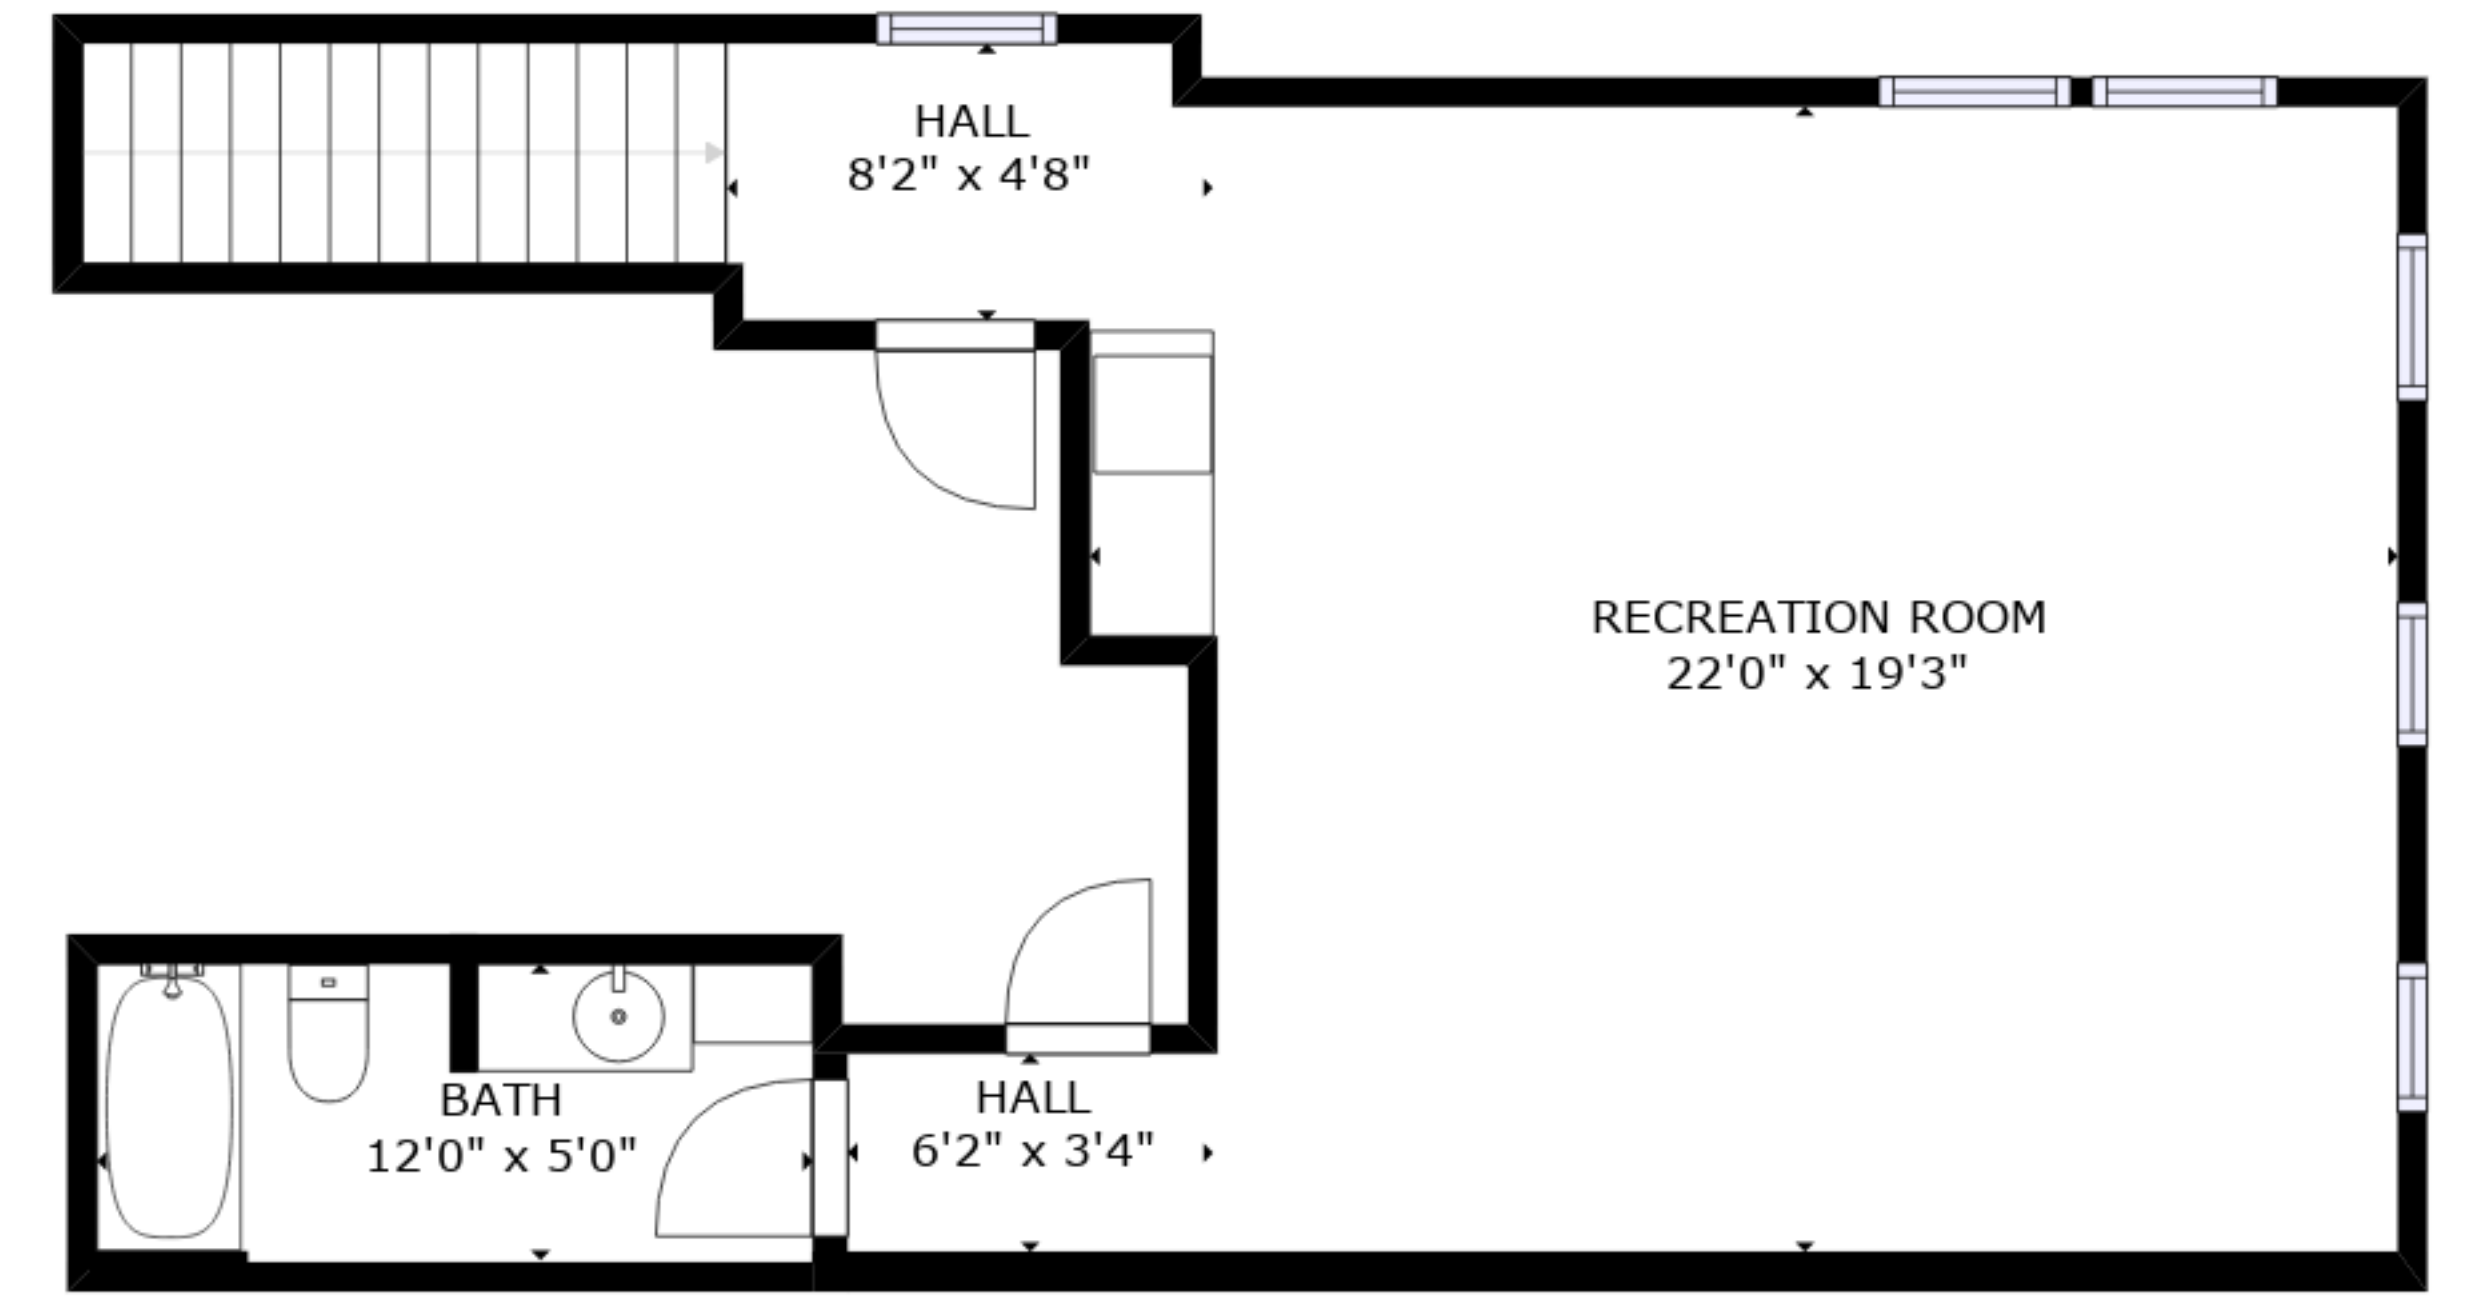 HALL
8'2" x 4'8"
RECREATION ROOM
22'0" x 19'3"
BATH
12'0" x 5'0"
HALL
6'2" x 3'4"